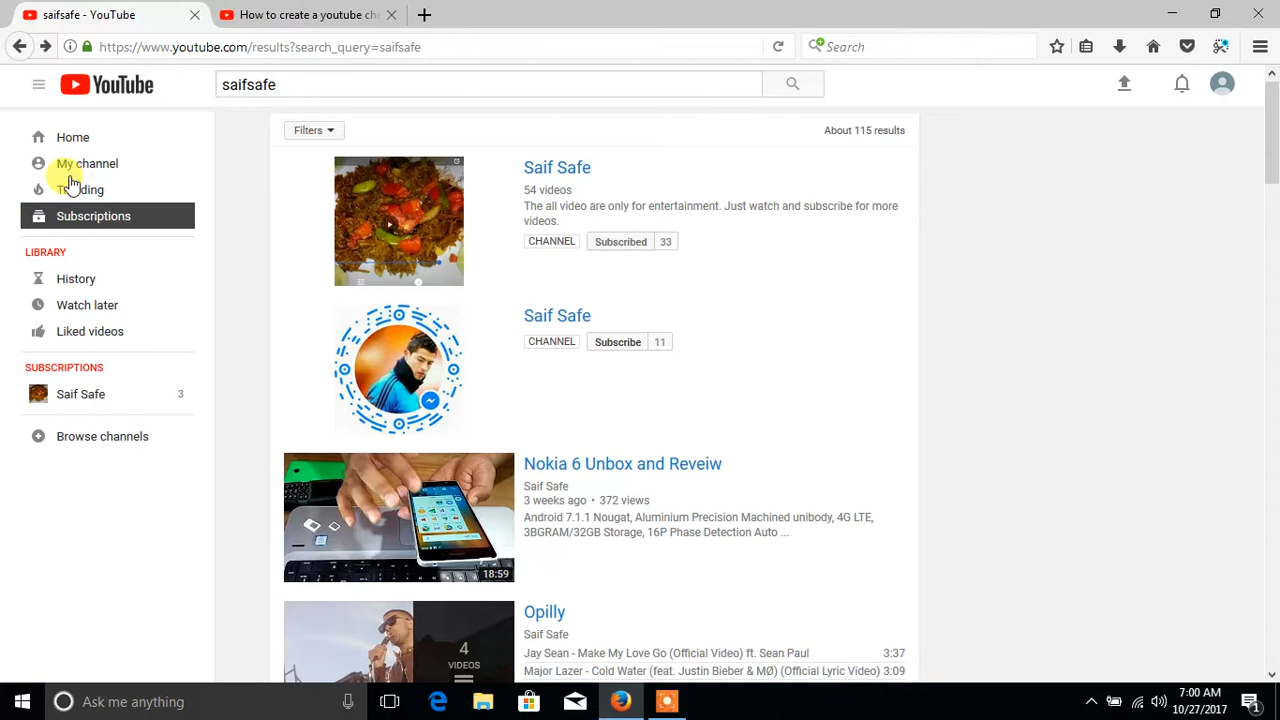 saifsafe - YouTube
How to create a youtube ch
https://www.youtube.com/results?search_query=saifsafe
Search
YouTube
saifsafe
Home
My channel
Trending
Subscriptions
LIBRARY
History
Watch later
Liked videos
SUBSCRIPTIONS
Saif Safe 3
Browse channels
Filters
About 115 results
Saif Safe
54 videos
The all video are only for entertainment. Just watch and subscribe for more
videos.
CHANNEL Subscribed 33
Saif Safe
CHANNEL Subscribe 11
Nokia 6 Unbox and Reveiw
Saif Safe
3 weeks ago • 372 views
Android 7.1.1 Nougat, Aluminium Precision Machined unibody, 4G LTE,
3BGRAM/32GB Storage, 16P Phase Detection Auto ...
18:59
Opilly
Saif Safe
Jay Sean - Make My Love Go (Official Video) ft. Sean Paul 3:37
Major Lazer - Cold Water (feat. Justin Bieber & MØ) (Official Lyric Video) 3:09
4
VIDEOS
Ask me anything
7:00 AM
10/27/2017
1